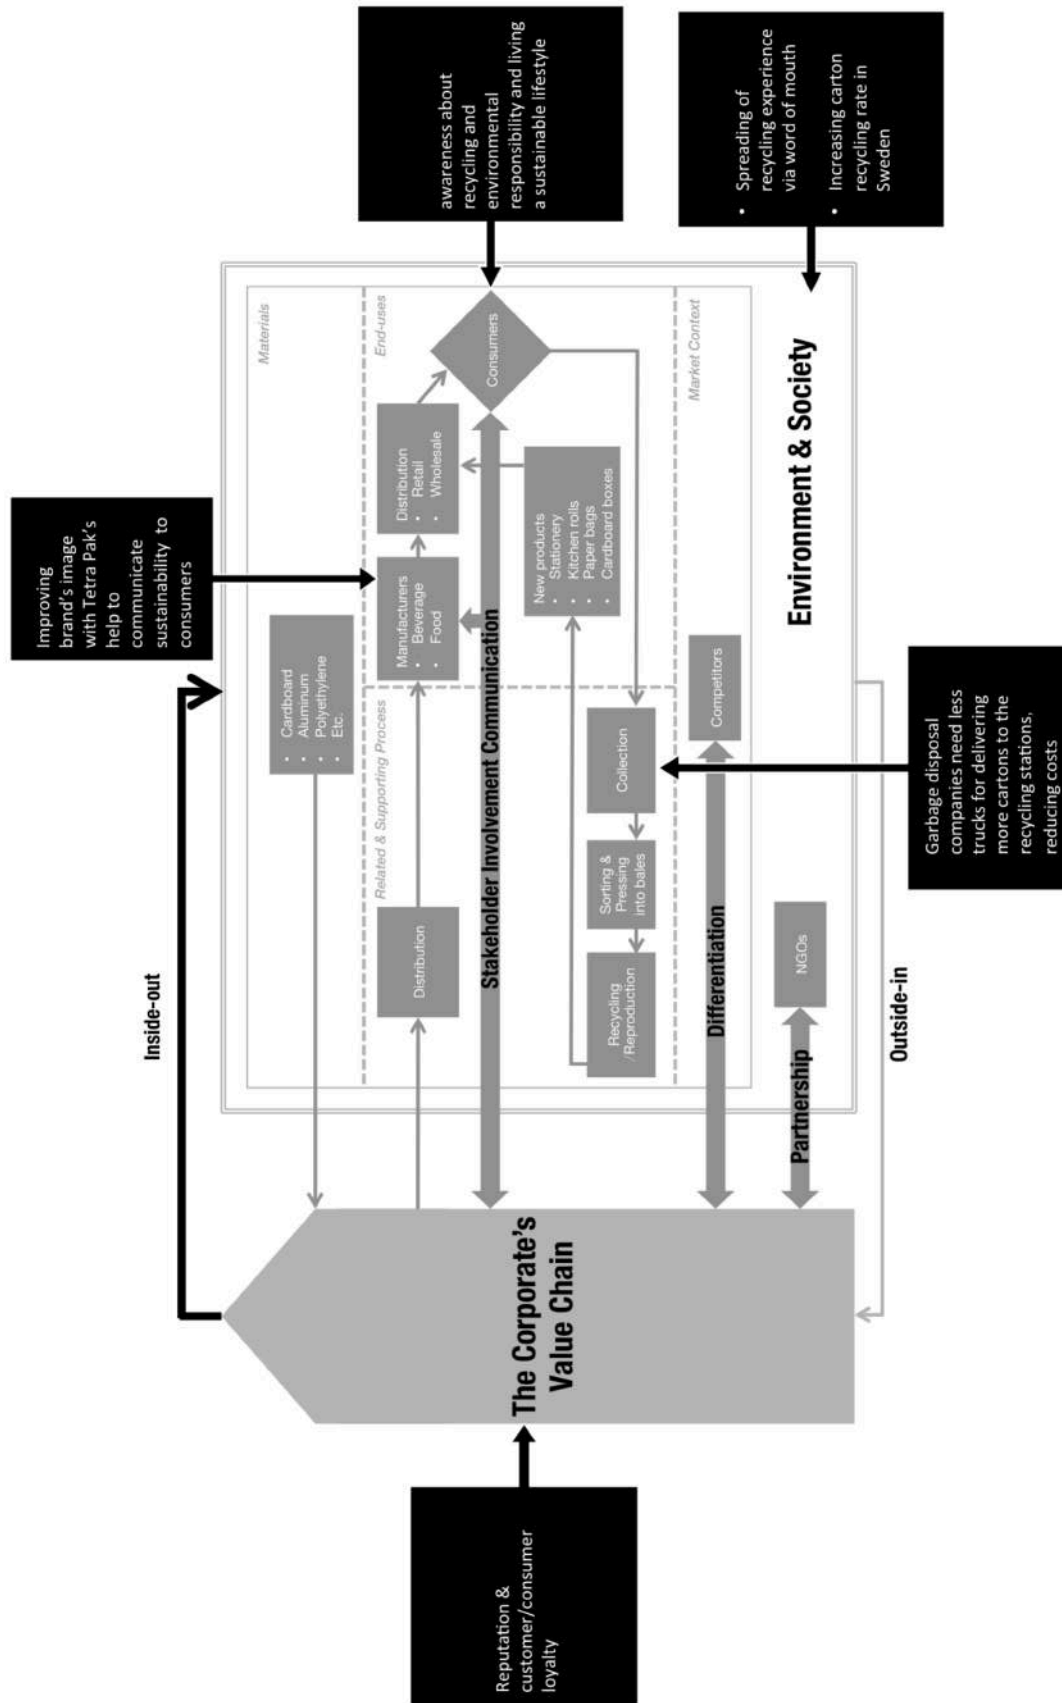 Reputation &
customer/consumer
loyalty
The Corporate's
Value Chain
Inside-out
Improving
brand's image
with Tetra Pak's
help to
communicate
sustainability to
consumers
Materials
• Cardboard
• Aluminum
• Polyethylene
• Etc.
Related & Supporting Process
End-uses
Distribution
Manufacturers
• Beverage
• Food
Distribution
• Retail
• Wholesale
Consumers
awareness about
recycling and
environmental
responsibility and living
a sustainable lifestyle
Stakeholder Involvement Communication
New products
• Stationery
• Kitchen rolls
• Paper bags
• Cardboard boxes
Recycling
/Reproduction
Sorting &
Pressing
into bales
Collection
Market Context
Differentiation
Competitors
Partnership
NGOs
Environment & Society
• Spreading of
recycling experience
via word of mouth
• Increasing carton
recycling rate in
Sweden
Outside-in
Garbage disposal
companies need less
trucks for delivering
more cartons to the
recycling stations,
reducing costs